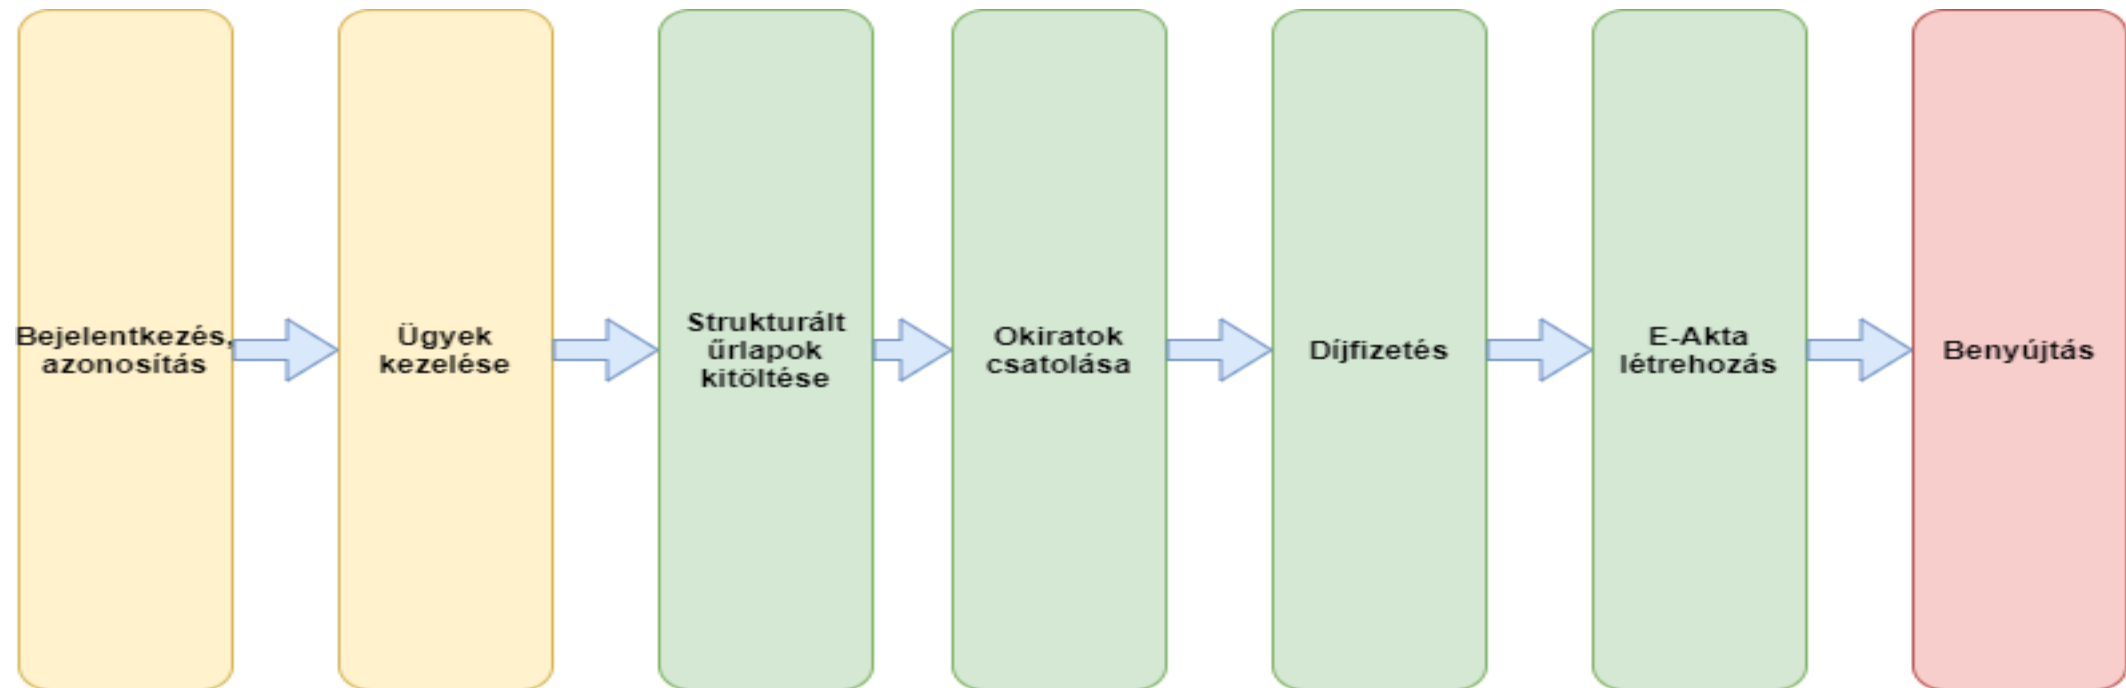 Bejelentkezés,
azonosítás
Ügyek
kezelése
Strukturált
űrlapok
kitöltése
Okiratok
csatolása
Díjfizetés
E-Akta
létrehozás
Benyújtás